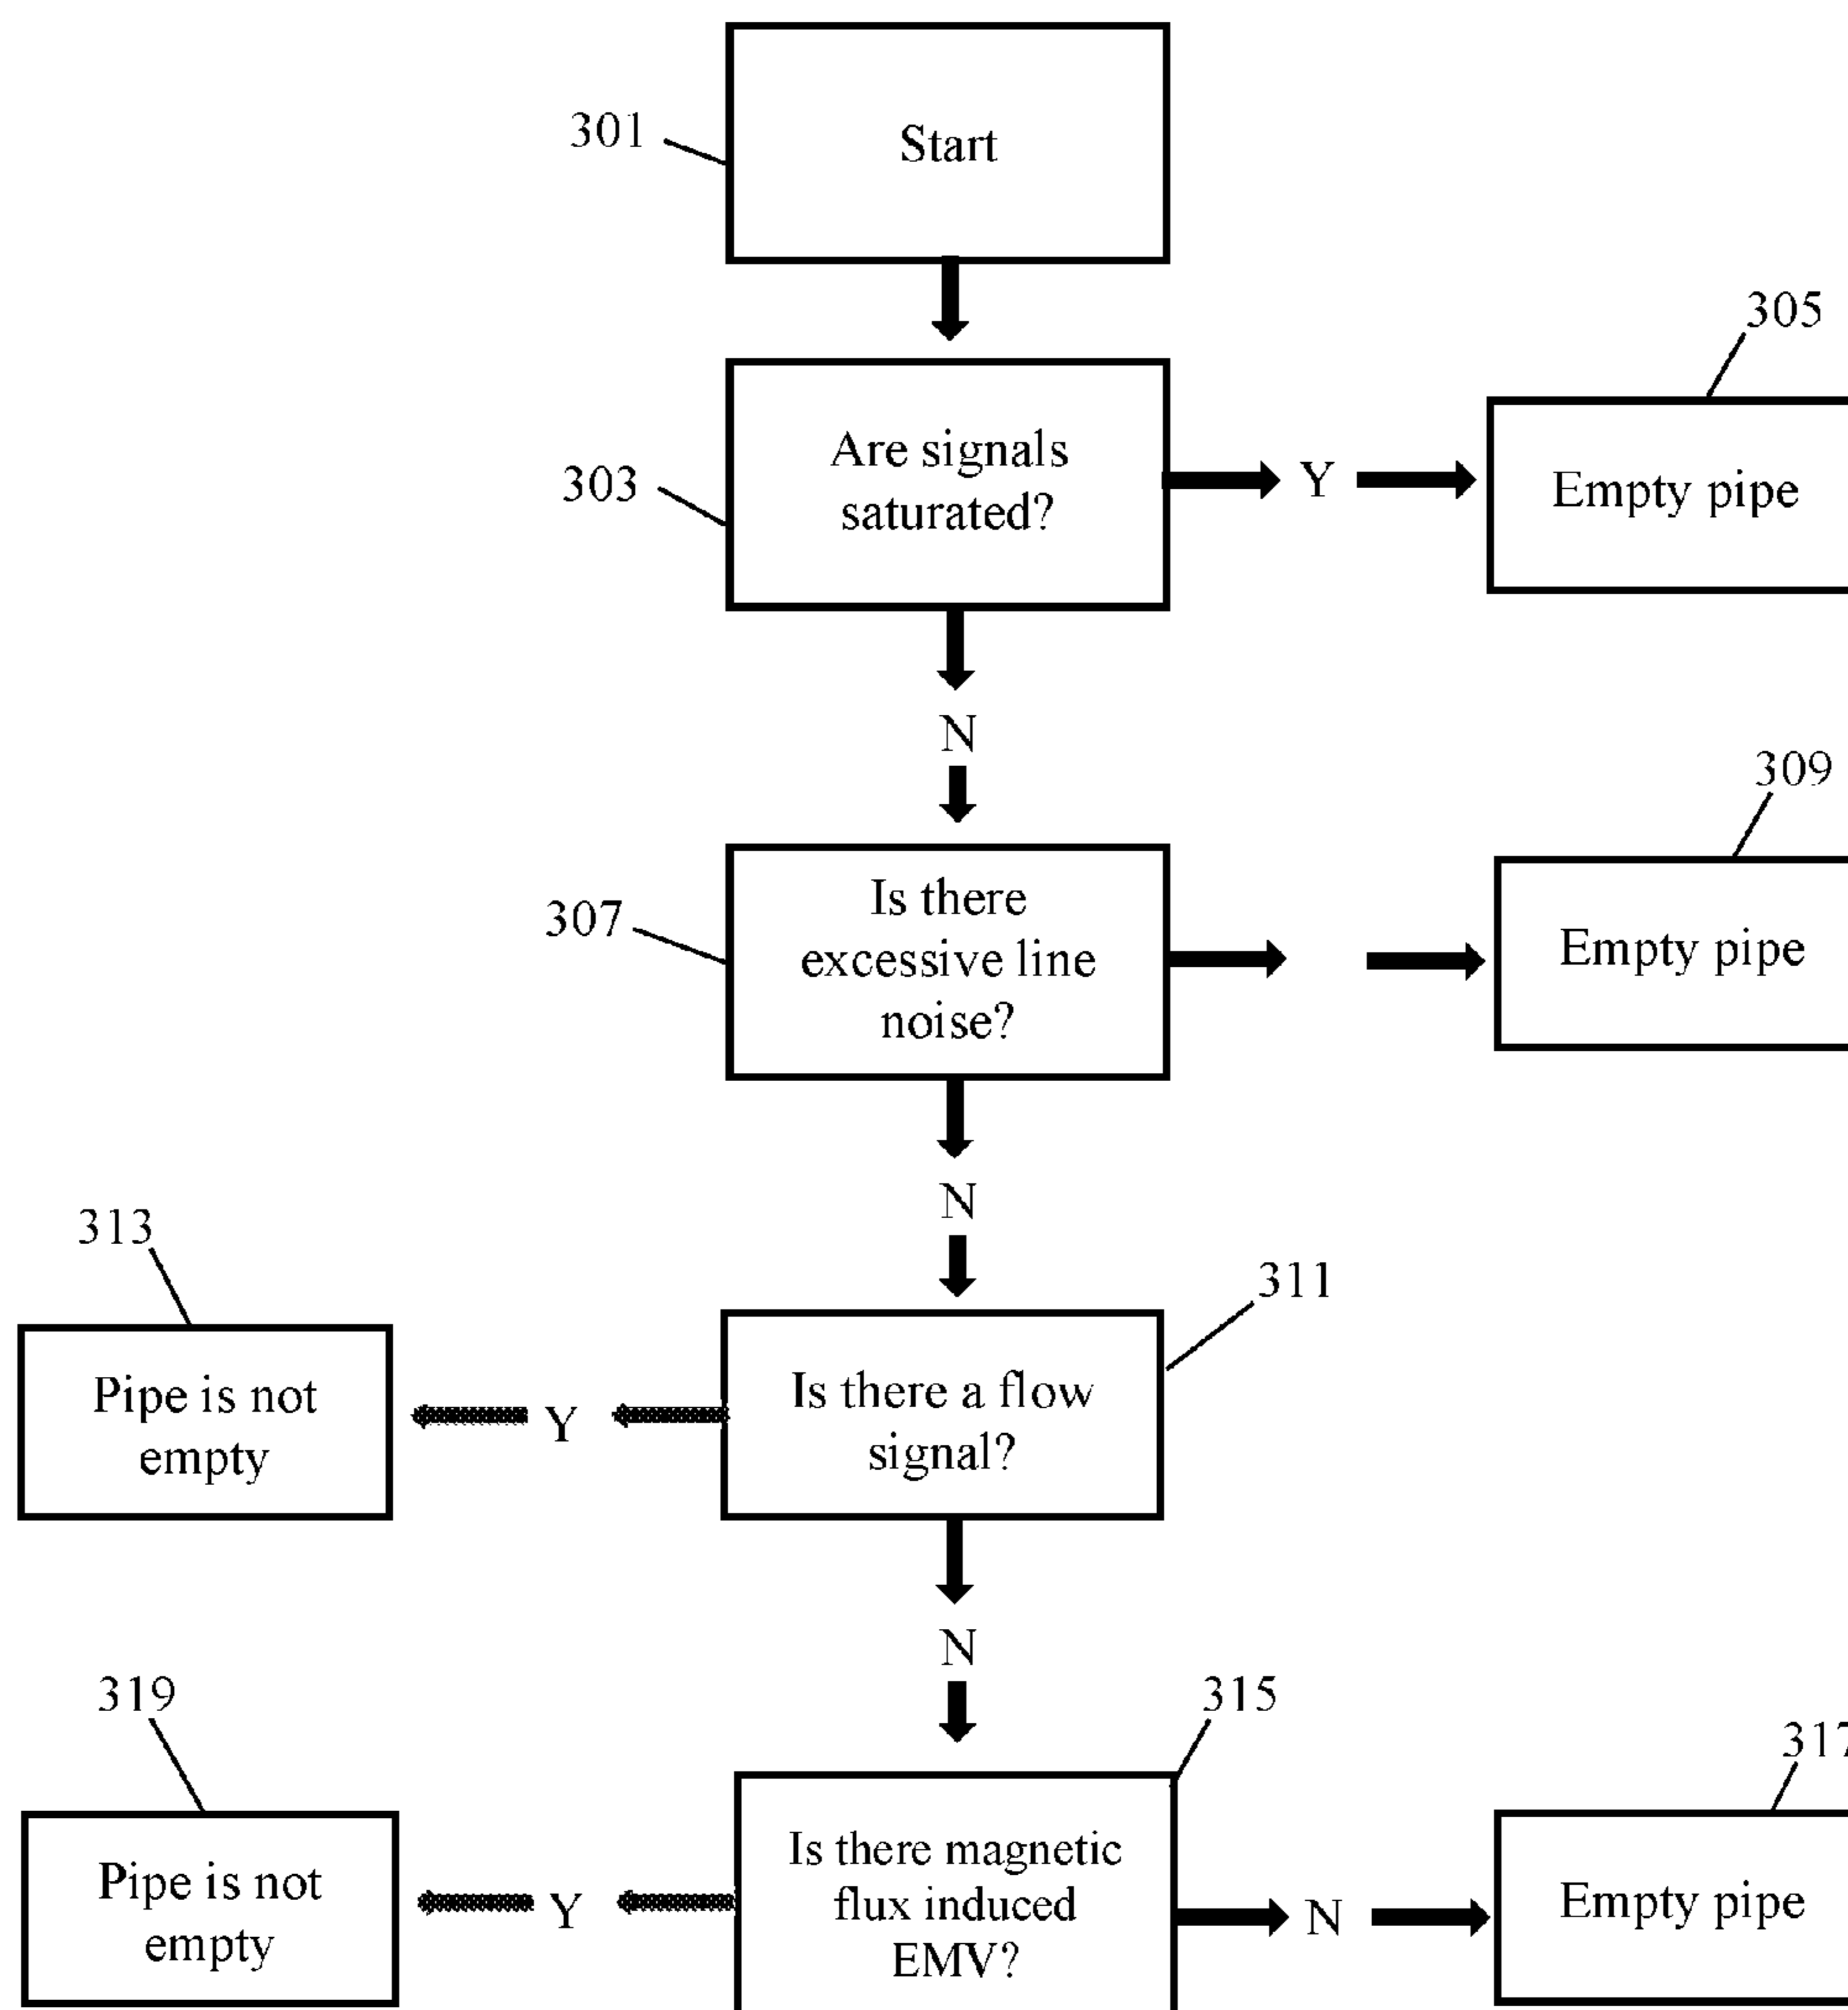 301
Start
305
303
Are signals
saturated?
Y
Empty pipe
N
309
307
Is there
excessive line
noise?
Empty pipe
N
313
311
Pipe is not
empty
Y
Is there a flow
signal?
N
319
315
317
Pipe is not
empty
Y
Is there magnetic
flux induced
EMV?
N
Empty pipe